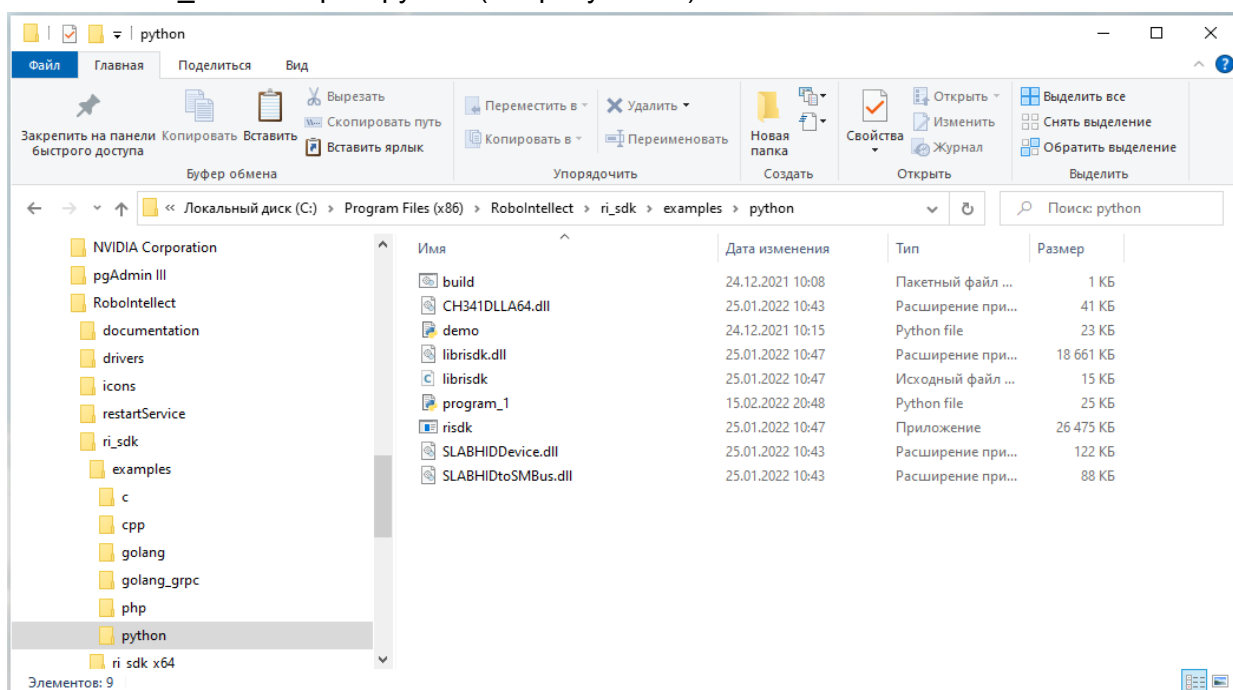 python
Файл Главная Поделиться Вид
Закрепить на панели быстрого доступа
Копировать
Вставить
Вырезать
Скопировать путь
Вставить ярлык
Буфер обмена
Переместить в
Копировать в
Удалить
Переименовать
Упорядочить
Новая папка
Создать
Свойства
Открыть
Изменить
Журнал
Открыть
Выделить все
Снять выделение
Обратить выделение
Выделить
« Локальный диск (C:) › Program Files (x86) › RoboIntellect › ri_sdk › examples › python
Поиск: python
NVIDIA Corporation
pgAdmin III
RoboIntellect
documentation
drivers
icons
restartService
ri_sdk
examples
c
cpp
golang
golang_grpc
php
python
ri_sdk_x64
Имя Дата изменения Тип Размер
build 24.12.2021 10:08 Пакетный файл ... 1 КБ
CH341DLLA64.dll 25.01.2022 10:43 Расширение при... 41 КБ
demo 24.12.2021 10:15 Python file 23 КБ
librisdk.dll 25.01.2022 10:47 Расширение при... 18 661 КБ
librisdk 25.01.2022 10:47 Исходный файл ... 15 КБ
program_1 15.02.2022 20:48 Python file 25 КБ
risdk 25.01.2022 10:47 Приложение 26 475 КБ
SLABHIDDevice.dll 25.01.2022 10:43 Расширение при... 122 КБ
SLABHIDtoSMBus.dll 25.01.2022 10:43 Расширение при... 88 КБ
Элементов: 9